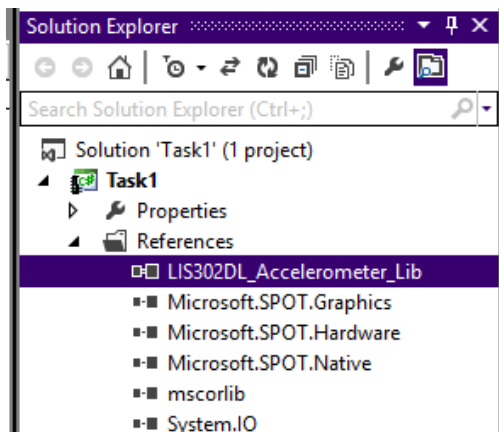 Solution Explorer
Search Solution Explorer (Ctrl+;)
Solution 'Task1' (1 project)
C# Task1
Properties
References
LIS302DL_Accelerometer_Lib
Microsoft.SPOT.Graphics
Microsoft.SPOT.Hardware
Microsoft.SPOT.Native
mscorlib
System.IO